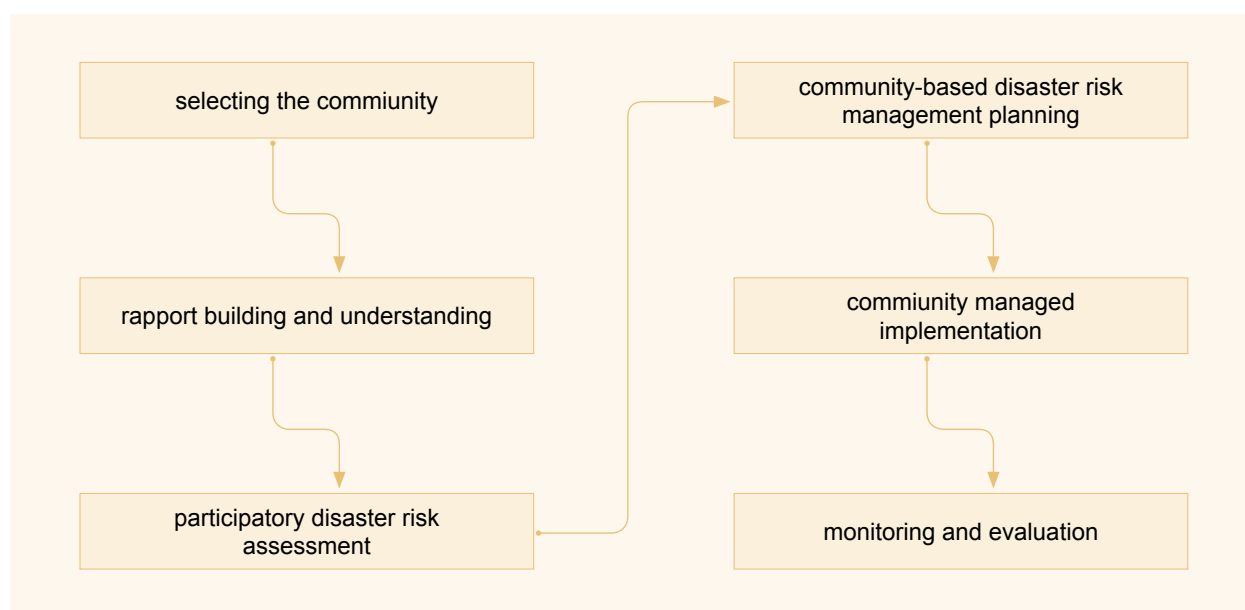 selecting the commiunity
rapport building and understanding
participatory disaster risk
assessment
community-based disaster risk
management planning
commiunity managed
implementation
monitoring and evaluation